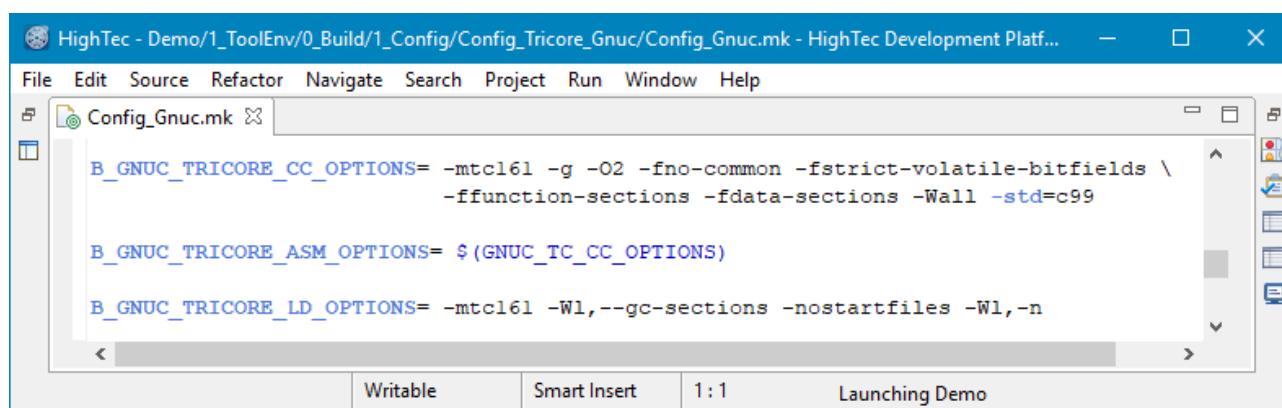 HighTec - Demo/1_ToolEnv/0_Build/1_Config/Config_Tricore_Gnuc/Config_Gnuc.mk - HighTec Development Platf...
File Edit Source Refactor Navigate Search Project Run Window Help
Config_Gnuc.mk
B_GNUC_TRICORE_CC_OPTIONS= -mtc161 -g -O2 -fno-common -fstrict-volatile-bitfields \
-ffunction-sections -fdata-sections -Wall -std=c99
B_GNUC_TRICORE_ASM_OPTIONS= $(GNUC_TC_CC_OPTIONS)
B_GNUC_TRICORE_LD_OPTIONS= -mtc161 -Wl,--gc-sections -nostartfiles -Wl,-n
Writable Smart Insert 1 : 1 Launching Demo